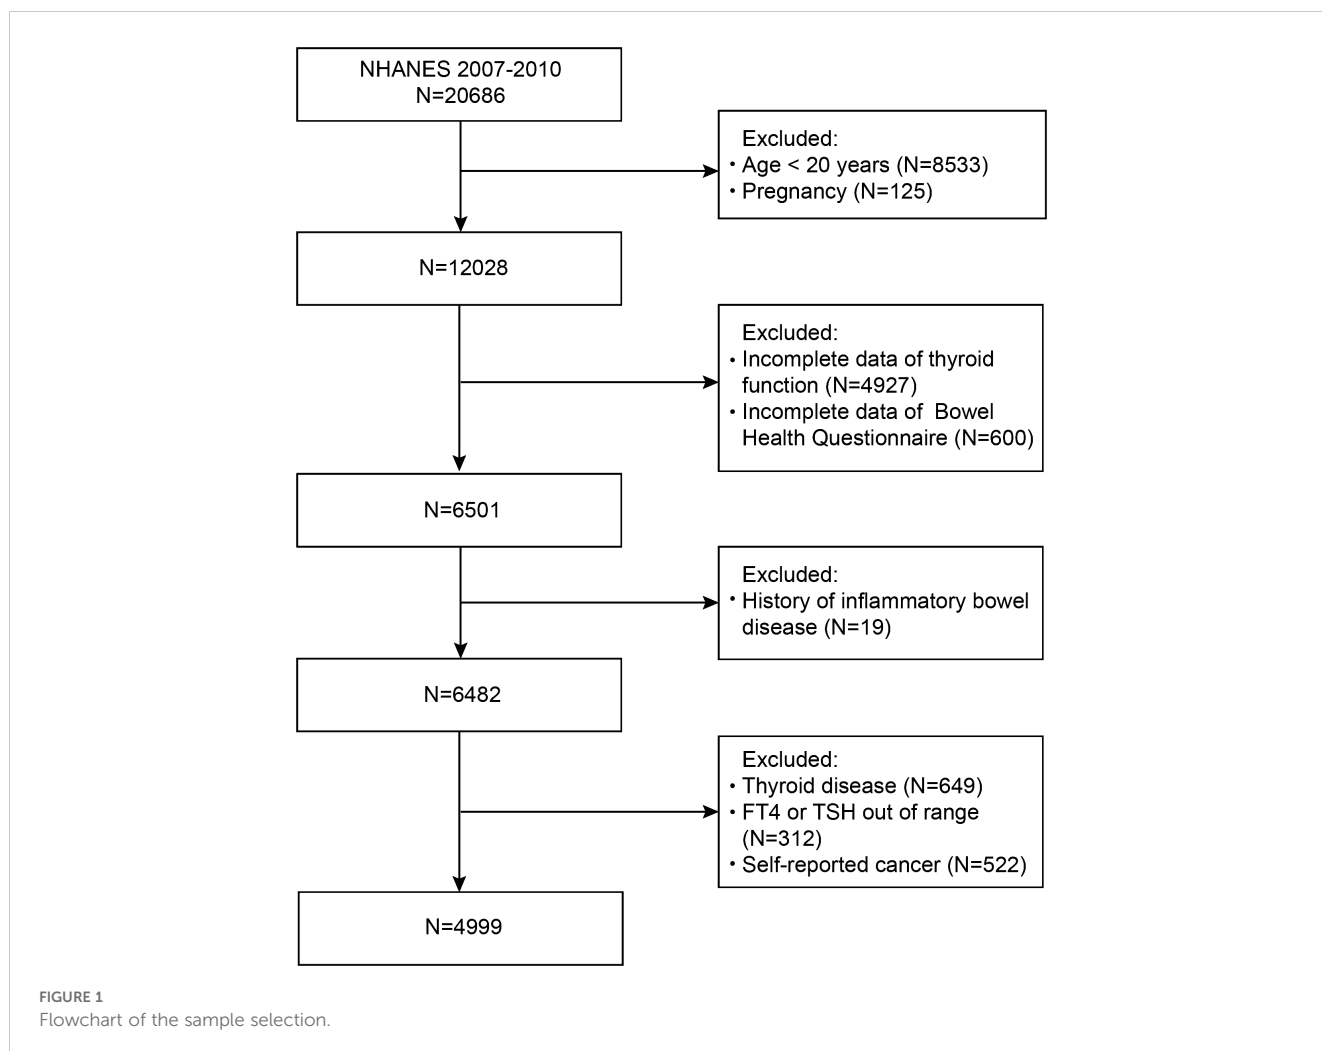 NHANES 2007-2010
N=20686
Excluded:
• Age < 20 years (N=8533)
• Pregnancy (N=125)
N=12028
Excluded:
• Incomplete data of thyroid
function (N=4927)
• Incomplete data of  Bowel
Health Questionnaire (N=600)
N=6501
Excluded:
• History of inflammatory bowel
disease (N=19)
N=6482
Excluded:
• Thyroid disease (N=649)
• FT4 or TSH out of range
(N=312)
• Self-reported cancer (N=522)
N=4999
FIGURE 1
Flowchart of the sample selection.